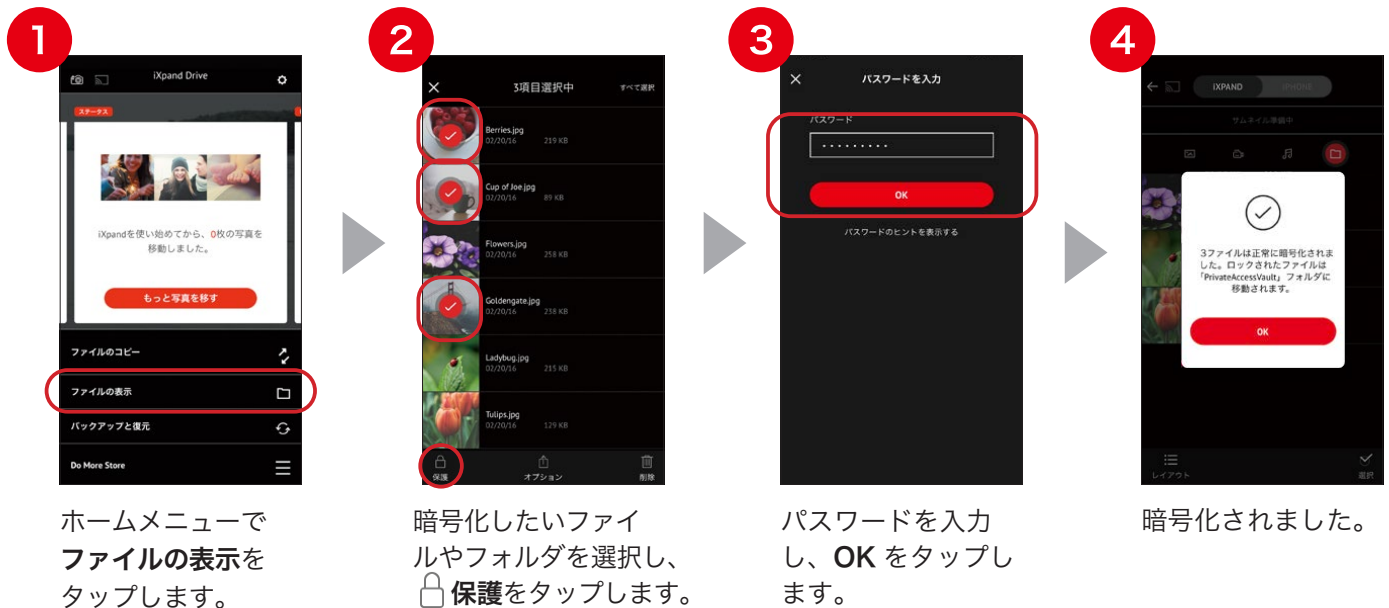 1
iXpand Drive
ステータス
iXpandを使い始めてから、0枚の写真を
移動しました。
もっと写真を移す
ファイルのコピー
ファイルの表示
バックアップと復元
Do More Store
ホームメニューで
ファイルの表示を
タップします。
2
3項目選択中
すべて選択
Berries.jpg
02/20/16 219 KB
Cup of Joe.jpg
02/20/16 89 KB
Flowers.jpg
02/20/16 258 KB
Goldengate.jpg
02/20/16 238 KB
Ladybug.jpg
02/20/16 215 KB
Tulips.jpg
02/20/16 129 KB
保護
オプション
削除
暗号化したいファイ
ルやフォルダを選択し、
保護をタップします。
3
パスワードを入力
パスワード
OK
パスワードのヒントを表示する
パスワードを入力
し、OK をタップし
ます。
4
IXPAND
IPHONE
サムネイル準備中
3ファイルは正常に暗号化されま
した。ロックされたファイルは
「PrivateAccessVault」フォルダに
移動されます。
OK
レイアウト
選択
暗号化されました。